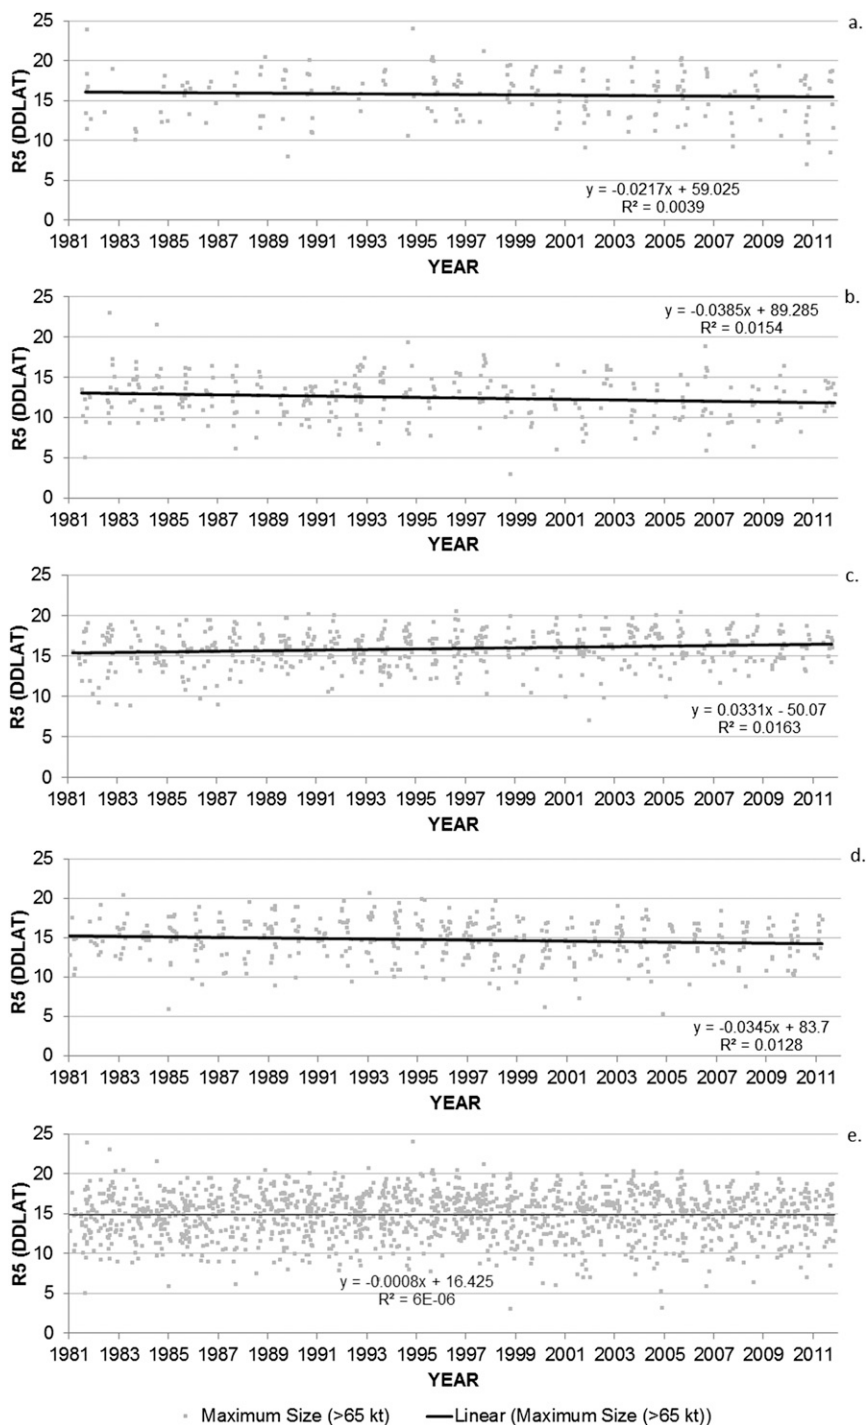 a.
25
20
15
10
5
0
R5 (DDLAT)
y = -0.0217x + 59.025
R² = 0.0039
1981 1983 1985 1987 1989 1991 1993 1995 1997 1999 2001 2003 2005 2007 2009 2011
YEAR
b.
25
20
15
10
5
0
R5 (DDLAT)
y = -0.0385x + 89.285
R² = 0.0154
1981 1983 1985 1987 1989 1991 1993 1995 1997 1999 2001 2003 2005 2007 2009 2011
YEAR
c.
25
20
15
10
5
0
R5 (DDLAT)
y = 0.0331x - 50.07
R² = 0.0163
1981 1983 1985 1987 1989 1991 1993 1995 1997 1999 2001 2003 2005 2007 2009 2011
YEAR
d.
25
20
15
10
5
0
R5 (DDLAT)
y = -0.0345x + 83.7
R² = 0.0128
1981 1983 1985 1987 1989 1991 1993 1995 1997 1999 2001 2003 2005 2007 2009 2011
YEAR
e.
25
20
15
10
5
0
R5 (DDLAT)
y = -0.0008x + 16.425
R² = 6E-06
1981 1983 1985 1987 1989 1991 1993 1995 1997 1999 2001 2003 2005 2007 2009 2011
YEAR
Maximum Size (>65 kt)
Linear (Maximum Size (>65 kt))